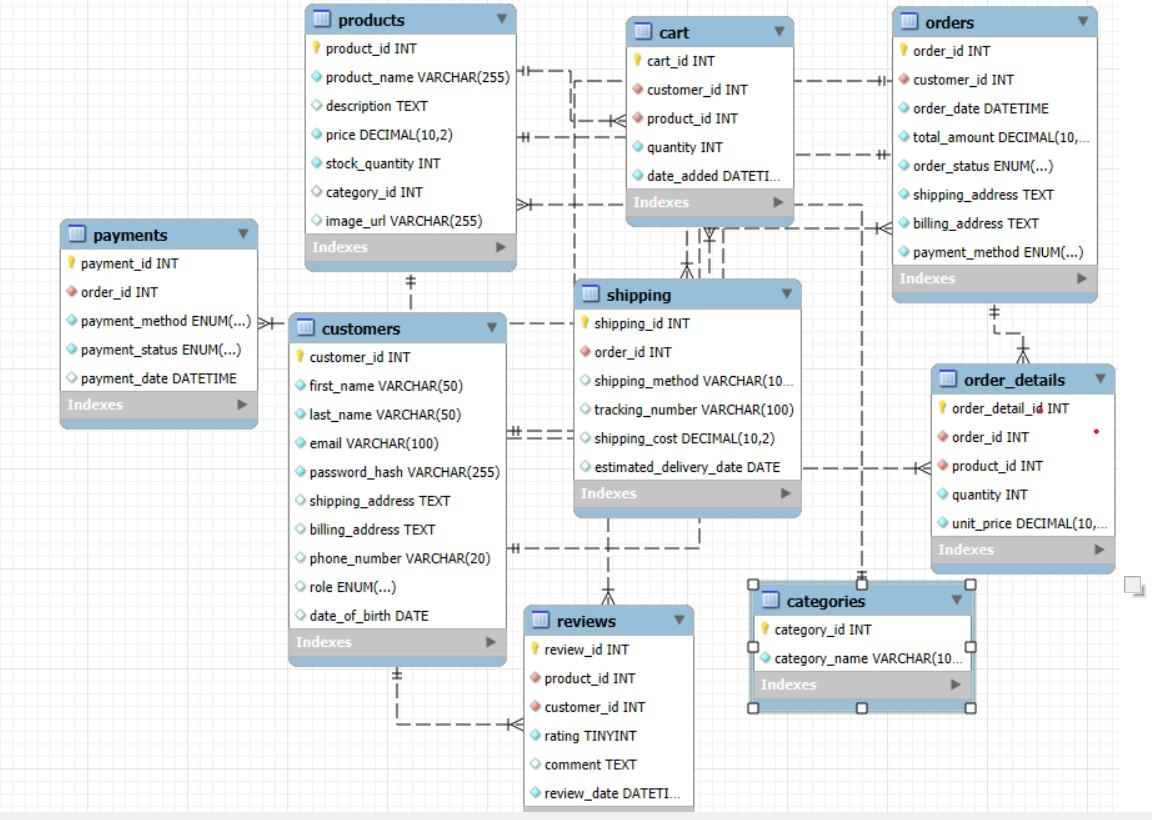 products
product_id INT
product_name VARCHAR(255)
description TEXT
price DECIMAL(10,2)
stock_quantity INT
category_id INT
image_url VARCHAR(255)
Indexes
cart
cart_id INT
customer_id INT
product_id INT
quantity INT
date_added DATETI...
Indexes
orders
order_id INT
customer_id INT
order_date DATETIME
total_amount DECIMAL(10,...
order_status ENUM(...)
shipping_address TEXT
billing_address TEXT
payment_method ENUM(...)
Indexes
payments
payment_id INT
order_id INT
payment_method ENUM(...)
payment_status ENUM(...)
payment_date DATETIME
Indexes
customers
customer_id INT
first_name VARCHAR(50)
last_name VARCHAR(50)
email VARCHAR(100)
password_hash VARCHAR(255)
shipping_address TEXT
billing_address TEXT
phone_number VARCHAR(20)
role ENUM(...)
date_of_birth DATE
Indexes
shipping
shipping_id INT
order_id INT
shipping_method VARCHAR(10...
tracking_number VARCHAR(100)
shipping_cost DECIMAL(10,2)
estimated_delivery_date DATE
Indexes
order_details
order_detail_id INT
order_id INT
product_id INT
quantity INT
unit_price DECIMAL(10,...
Indexes
reviews
review_id INT
product_id INT
customer_id INT
rating TINYINT
comment TEXT
review_date DATETI...
categories
category_id INT
category_name VARCHAR(10...
Indexes